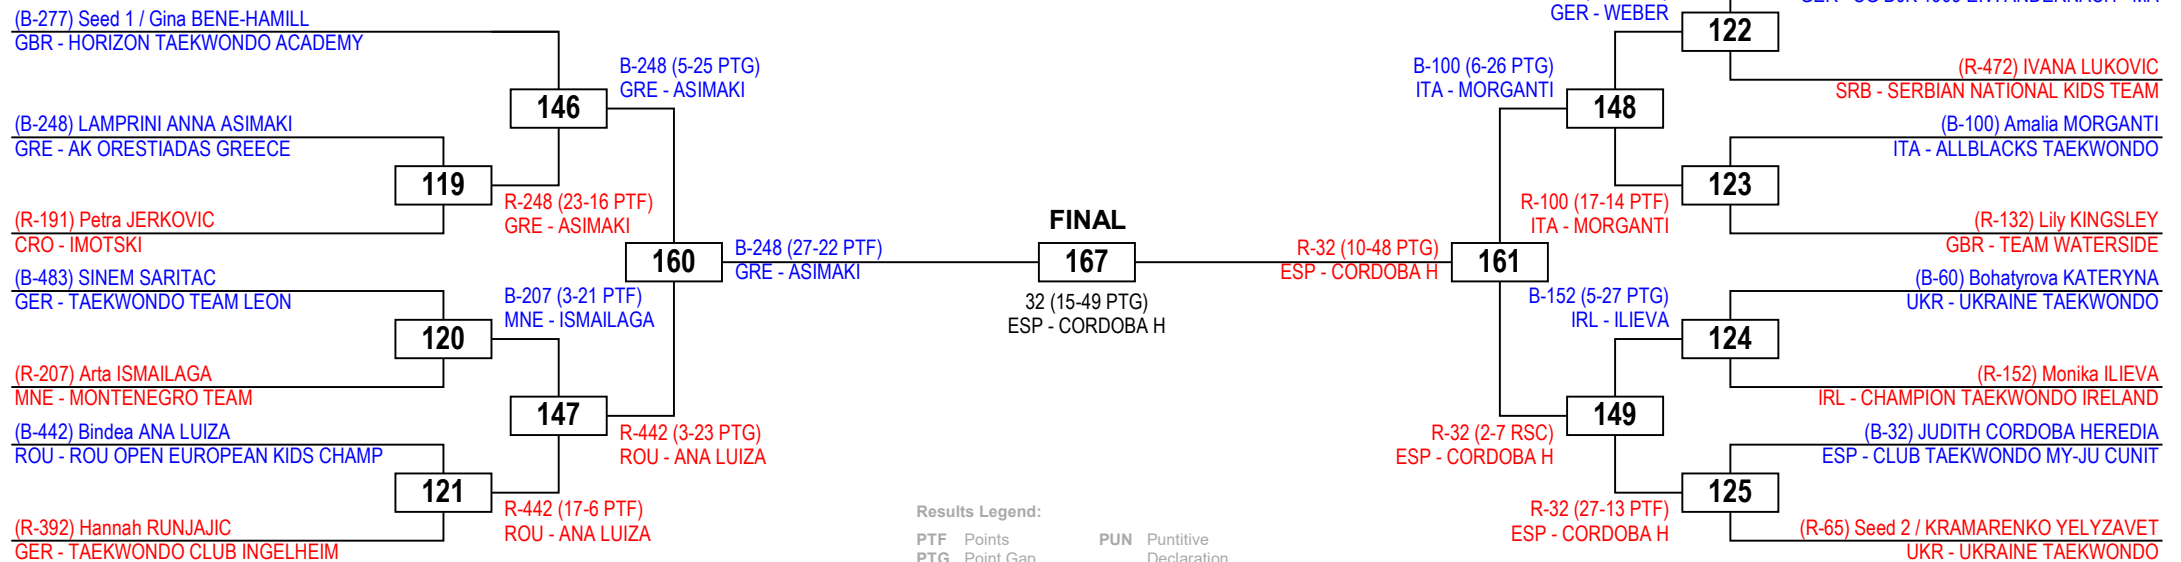 (B-277) Seed 1 / Gina BENE-HAMILL
GBR - HORIZON TAEKWONDO ACADEMY
146
B-248 (5-25 PTG)
GRE - ASIMAKI
(B-248) LAMPRINI ANNA ASIMAKI
GRE - AK ORESTIADAS GREECE
119
R-248 (23-16 PTF)
GRE - ASIMAKI
(R-191) Petra JERKOVIC
CRO - IMOTSKI
160
B-248 (27-22 PTF)
GRE - ASIMAKI
(B-483) SINEM SARITAC
GER - TAEKWONDO TEAM LEON
120
B-207 (3-21 PTF)
MNE - ISMAILAGA
(R-207) Arta ISMAILAGA
MNE - MONTENEGRO TEAM
147
R-442 (3-23 PTG)
ROU - ANA LUIZA
(B-442) Bindea ANA LUIZA
ROU - ROU OPEN EUROPEAN KIDS CHAMP
121
R-442 (17-6 PTF)
ROU - ANA LUIZA
(R-392) Hannah RUNJAJIC
GER - TAEKWONDO CLUB INGELHEIM
FINAL
167
32 (15-49 PTG)
ESP - CORDOBA H
Results Legend:
PTF Points
PUN Puntitive
PTG Point Gap
Declaration
GER - WEBER
122
(R-472) IVANA LUKOVIC
SRB - SERBIAN NATIONAL KIDS TEAM
B-100 (6-26 PTG)
ITA - MORGANTI
148
(B-100) Amalia MORGANTI
ITA - ALLBLACKS TAEKWONDO
123
R-100 (17-14 PTF)
ITA - MORGANTI
(R-132) Lily KINGSLEY
GBR - TEAM WATERSIDE
R-32 (10-48 PTG)
ESP - CORDOBA H
161
(B-60) Bohatyrova KATERYNA
UKR - UKRAINE TAEKWONDO
B-152 (5-27 PTG)
IRL - ILIEVA
124
(R-152) Monika ILIEVA
IRL - CHAMPION TAEKWONDO IRELAND
149
R-32 (2-7 RSC)
ESP - CORDOBA H
(B-32) JUDITH CORDOBA HEREDIA
ESP - CLUB TAEKWONDO MY-JU CUNIT
125
R-32 (27-13 PTF)
ESP - CORDOBA H
(R-65) Seed 2 / KRAMARENKO YELYZAVET
UKR - UKRAINE TAEKWONDO